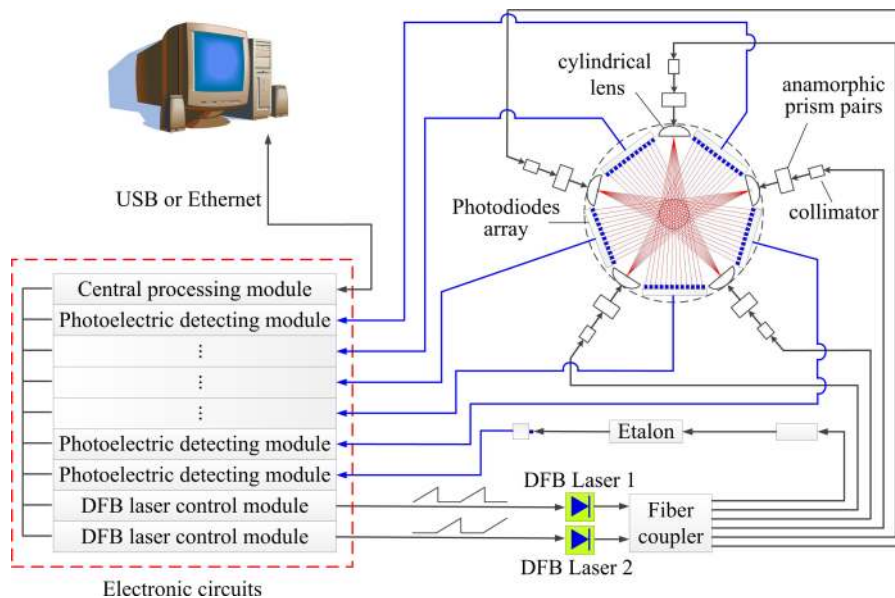 cylindrical
lens
anamorphic
prism pairs
USB or Ethernet
Photodiodes
array
collimator
Central processing module
Photoelectric detecting module
⋮
⋮
⋮
Photoelectric detecting module
Photoelectric detecting module
DFB laser control module
DFB laser control module
Electronic circuits
Etalon
DFB Laser 1
Fiber
coupler
DFB Laser 2